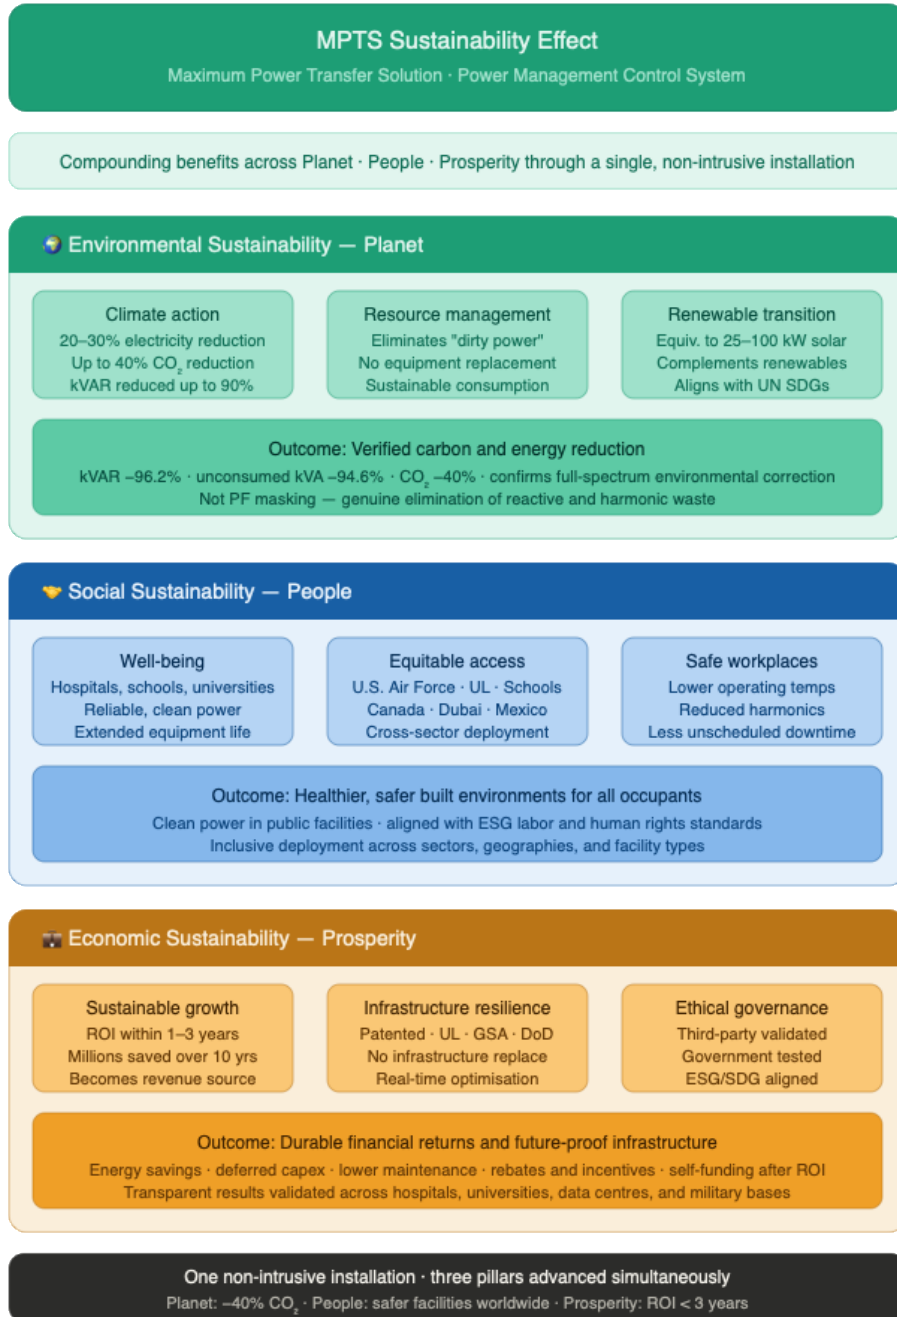 MPTS Sustainability Effect
Maximum Power Transfer Solution · Power Management Control System
Compounding benefits across Planet · People · Prosperity through a single, non-intrusive installation
Environmental Sustainability — Planet
Climate action
20–30% electricity reduction
Up to 40% CO₂ reduction
kVAR reduced up to 90%
Resource management
Eliminates "dirty power"
No equipment replacement
Sustainable consumption
Renewable transition
Equiv. to 25–100 kW solar
Complements renewables
Aligns with UN SDGs
Outcome: Verified carbon and energy reduction
kVAR –96.2% · unconsumed kVA –94.6% · CO₂ –40% · confirms full-spectrum environmental correction
Not PF masking — genuine elimination of reactive and harmonic waste
Social Sustainability — People
Well-being
Hospitals, schools, universities
Reliable, clean power
Extended equipment life
Equitable access
U.S. Air Force · UL · Schools
Canada · Dubai · Mexico
Cross-sector deployment
Safe workplaces
Lower operating temps
Reduced harmonics
Less unscheduled downtime
Outcome: Healthier, safer built environments for all occupants
Clean power in public facilities · aligned with ESG labor and human rights standards
Inclusive deployment across sectors, geographies, and facility types
Economic Sustainability — Prosperity
Sustainable growth
ROI within 1–3 years
Millions saved over 10 yrs
Becomes revenue source
Infrastructure resilience
Patented · UL · GSA · DoD
No infrastructure replace
Real-time optimisation
Ethical governance
Third-party validated
Government tested
ESG/SDG aligned
Outcome: Durable financial returns and future-proof infrastructure
Energy savings · deferred capex · lower maintenance · rebates and incentives · self-funding after ROI
Transparent results validated across hospitals, universities, data centres, and military bases
One non-intrusive installation · three pillars advanced simultaneously
Planet: –40% CO₂ · People: safer facilities worldwide · Prosperity: ROI < 3 years